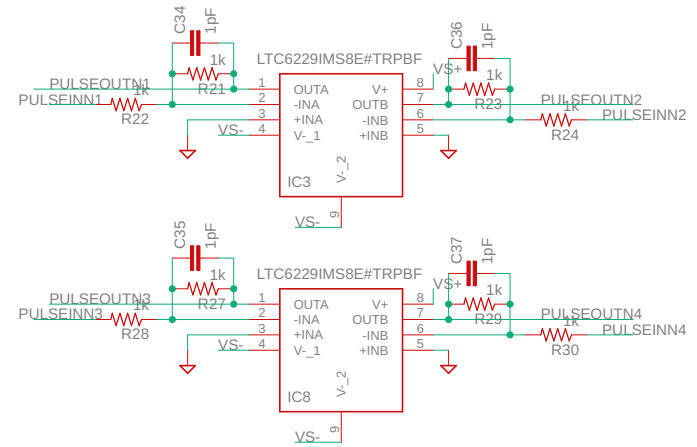 C34
1pF
1k
R21
PULSEOUTN1
PULSEINN1
1k
R22
VS-
LTC6229IMS8E#TRPBF
1 OUTA V+ 8
2 -INA OUTB 7
3 +INA -INB 6
4 V-_1 +INB 5
V-_2
IC3
9
VS-
VS+
C36
1pF
1k
R23
PULSEOUTN2
PULSEINN2
1k
R24
C35
1pF
1k
R27
PULSEOUTN3
PULSEINN3
1k
R28
VS-
LTC6229IMS8E#TRPBF
1 OUTA V+ 8
2 -INA OUTB 7
3 +INA -INB 6
4 V-_1 +INB 5
V-_2
IC8
9
VS-
VS+
C37
1pF
1k
R29
PULSEOUTN4
PULSEINN4
1k
R30